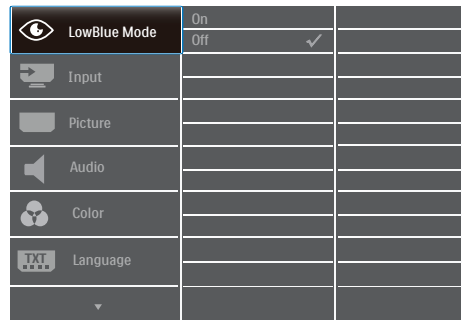 LowBlue Mode
On
Off
Input
Picture
Audio
Color
TXT
Language